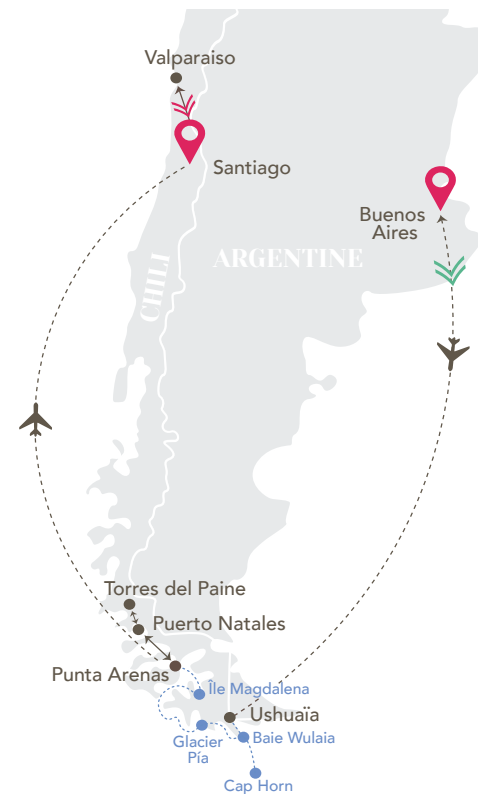 Valparaiso
Santiago
Buenos
Aires
ARGENTINE
CHILI
Torres del Paine
Puerto Natales
Punta Arenas
Île Magdalena
Ushuaïa
Glacier
Pía
Baie Wulaia
Cap Horn